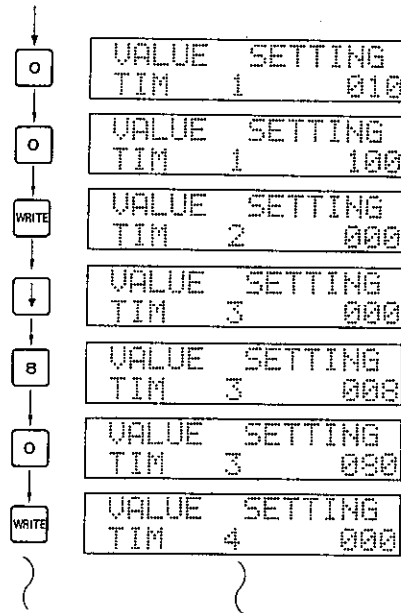 0 VALUE SETTING
TIM 1 010
0 VALUE SETTING
TIM 1 100
WRITE VALUE SETTING
TIM 2 000
↓ VALUE SETTING
TIM 3 000
8 VALUE SETTING
TIM 3 008
0 VALUE SETTING
TIM 3 080
WRITE VALUE SETTING
TIM 4 000